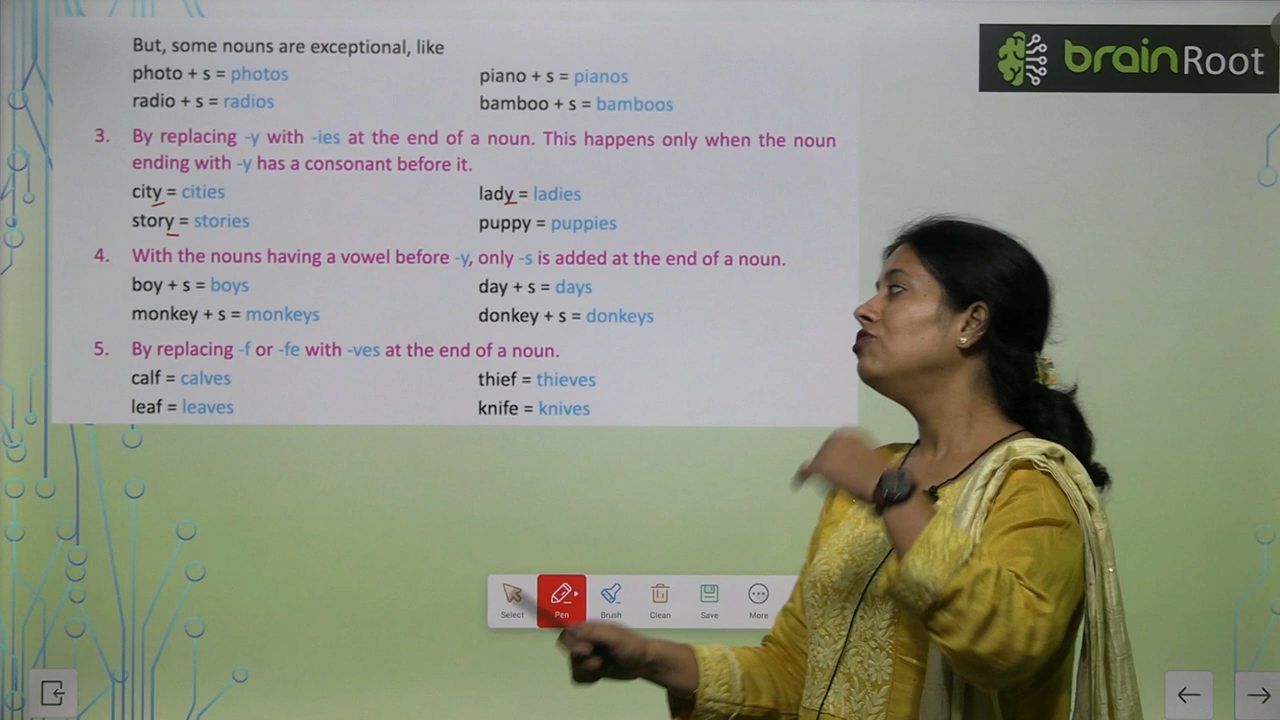 But, some nouns are exceptional, like
photo + s = photos piano + s = pianos
radio + s = radios bamboo + s = bamboos
3. By replacing -y with -ies at the end of a noun. This happens only when the noun
ending with -y has a consonant before it.
city = cities lady = ladies
story = stories puppy = puppies
4. With the nouns having a vowel before -y, only -s is added at the end of a noun.
boy + s = boys day + s = days
monkey + s = monkeys donkey + s = donkeys
5. By replacing -f or -fe with -ves at the end of a noun.
calf = calves thief = thieves
leaf = leaves knife = knives
brainRoot
Select Pen Brush Clean Save More